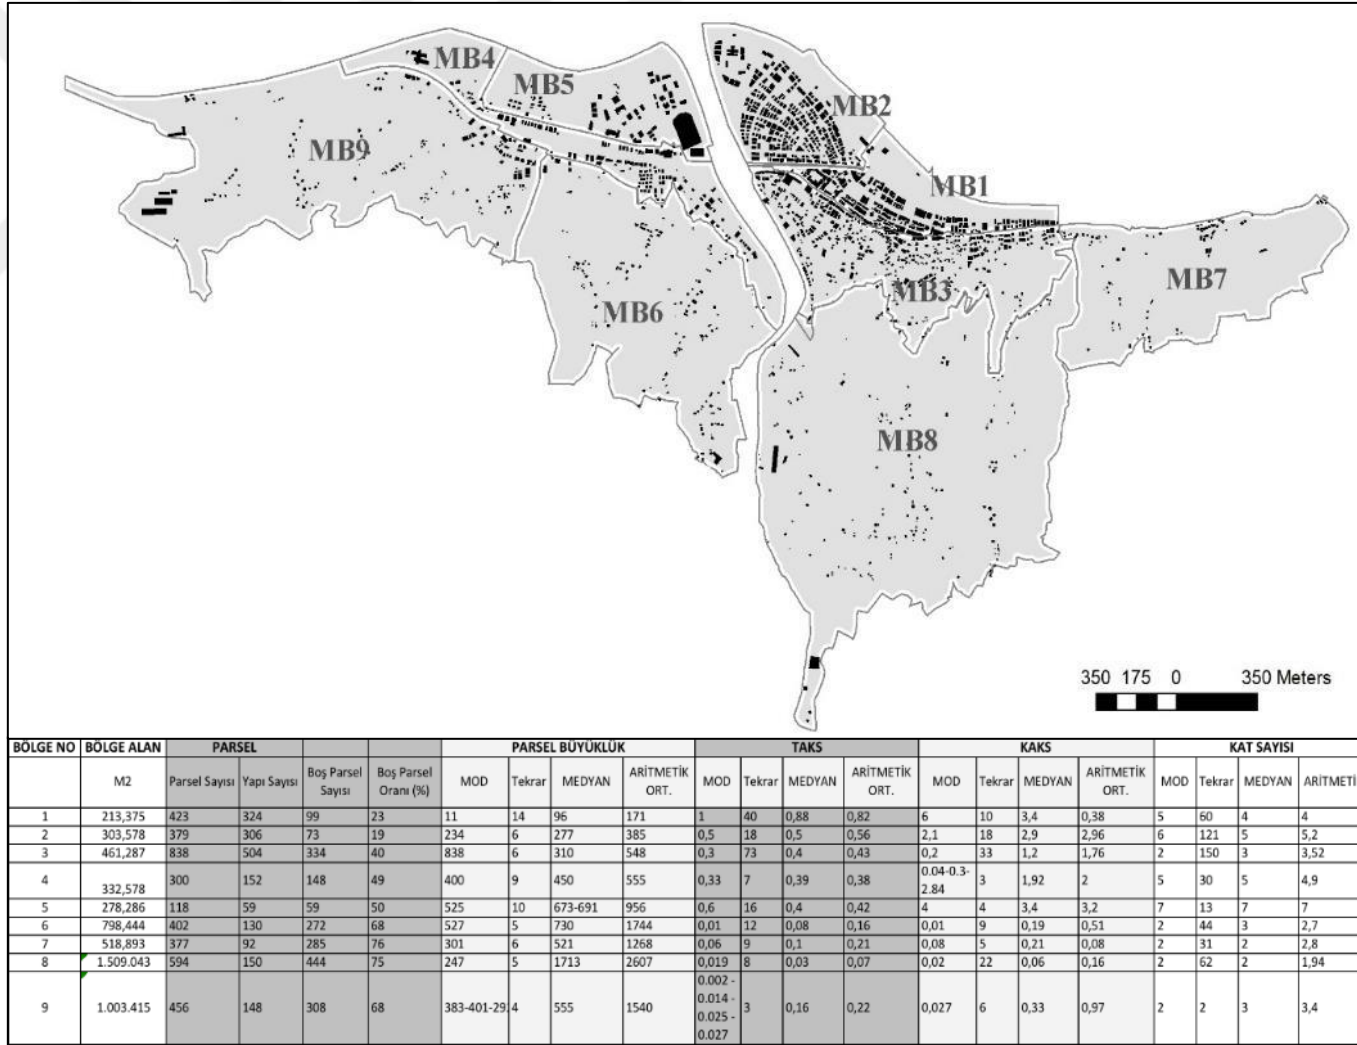 MB4
MB5
MB2
MB9
MB1
MB7
MB3
MB6
MB8
350 175 0 350 Meters
BÖLGE NO BÖLGE ALAN PARSEL PARSEL BÜYÜKLÜK TAKS KAKS KAT SAYISI
M2 Parsel Sayısı Yapı Sayısı Boş Parsel Sayısı Boş Parsel Oranı (%) MOD Tekrar MEDYAN ARİTMETİK ORT. MOD Tekrar MEDYAN ARİTMETİK ORT. MOD Tekrar MEDYAN ARİTMETİK ORT. MOD Tekrar MEDYAN ARİTMETİ
1 213,375 423 324 99 23 11 14 96 171 1 40 0,88 0,82 6 10 3,4 0,38 5 60 4 4
2 303,578 379 306 73 19 234 6 277 385 0,5 18 0,5 0,56 2,1 18 2,9 2,96 6 121 5 5,2
3 461,287 838 504 334 40 838 6 310 548 0,3 73 0,4 0,43 0,2 33 1,2 1,76 2 150 3 3,52
4 332,578 300 152 148 49 400 9 450 555 0,33 7 0,39 0,38 0.04-0.3-2.84 3 1,92 2 5 30 5 4,9
5 278,286 118 59 59 50 525 10 673-691 956 0,6 16 0,4 0,42 4 4 3,4 3,2 7 13 7 7
6 798,444 402 130 272 68 527 5 730 1744 0,01 12 0,08 0,16 0,01 9 0,19 0,51 2 44 3 2,7
7 518,893 377 92 285 76 301 6 521 1268 0,06 9 0,1 0,21 0,08 5 0,21 0,08 2 31 2 2,8
8 1.509.043 594 150 444 75 247 5 1713 2607 0,019 8 0,03 0,07 0,02 22 0,06 0,16 2 62 2 1,94
9 1.003.415 456 148 308 68 383-401-29 4 555 1540 0.002 - 0.014 - 0.025 - 0.027 3 0,16 0,22 0,027 6 0,33 0,97 2 2 3 3,4